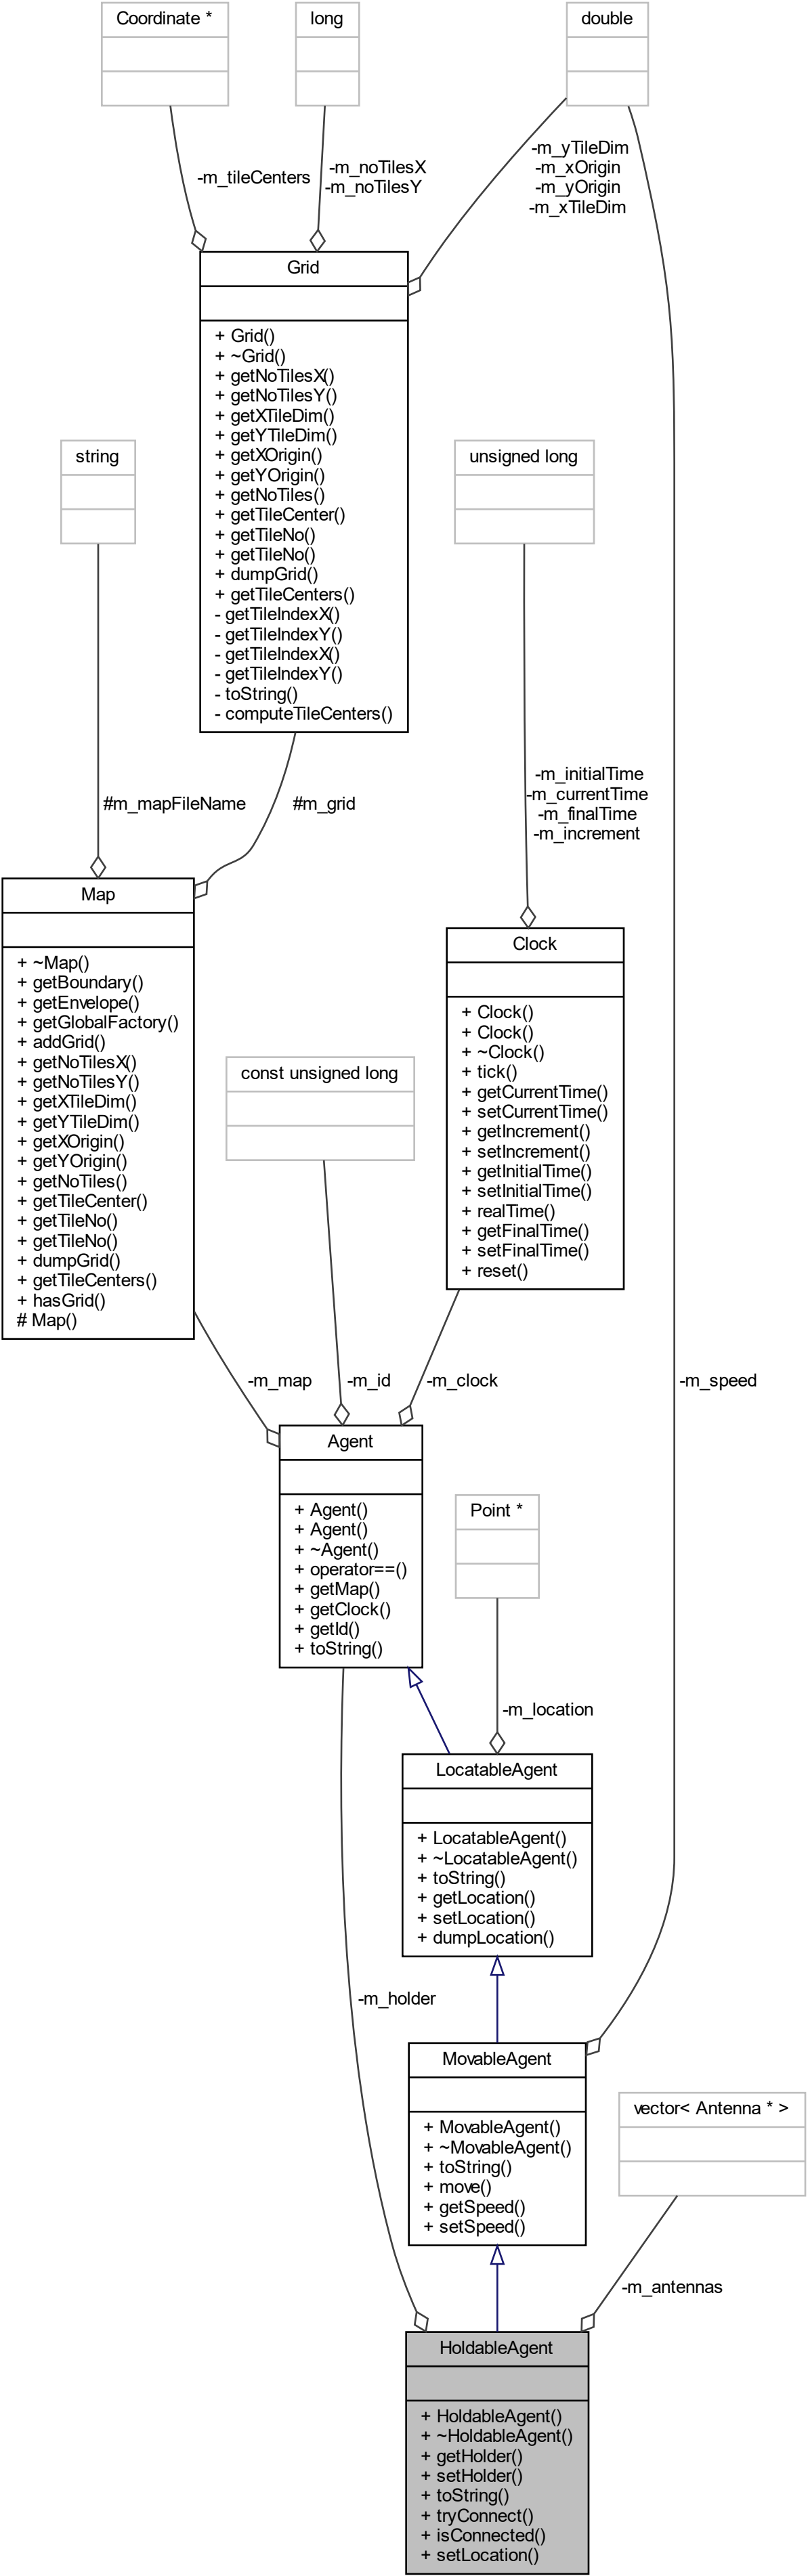 Coordinate *
long
double
-m_tileCenters
-m_noTilesX
-m_noTilesY
-m_yTileDim
-m_xOrigin
-m_yOrigin
-m_xTileDim
Grid
+ Grid()
+ ~Grid()
+ getNoTilesX()
+ getNoTilesY()
+ getXTileDim()
+ getYTileDim()
+ getXOrigin()
+ getYOrigin()
+ getNoTiles()
+ getTileCenter()
+ getTileNo()
+ getTileNo()
+ dumpGrid()
+ getTileCenters()
- getTileIndexX()
- getTileIndexY()
- getTileIndexX()
- getTileIndexY()
- toString()
- computeTileCenters()
string
unsigned long
#m_mapFileName
#m_grid
-m_initialTime
-m_currentTime
-m_finalTime
-m_increment
Map
+ ~Map()
+ getBoundary()
+ getEnvelope()
+ getGlobalFactory()
+ addGrid()
+ getNoTilesX()
+ getNoTilesY()
+ getXTileDim()
+ getYTileDim()
+ getXOrigin()
+ getYOrigin()
+ getNoTiles()
+ getTileCenter()
+ getTileNo()
+ getTileNo()
+ dumpGrid()
+ getTileCenters()
+ hasGrid()
# Map()
const unsigned long
Clock
+ Clock()
+ Clock()
+ ~Clock()
+ tick()
+ getCurrentTime()
+ setCurrentTime()
+ getIncrement()
+ setIncrement()
+ getInitialTime()
+ setInitialTime()
+ realTime()
+ getFinalTime()
+ setFinalTime()
+ reset()
-m_map
-m_id
-m_clock
-m_speed
Agent
+ Agent()
+ Agent()
+ ~Agent()
+ operator==()
+ getMap()
+ getClock()
+ getId()
+ toString()
Point *
-m_location
LocatableAgent
+ LocatableAgent()
+ ~LocatableAgent()
+ toString()
+ getLocation()
+ setLocation()
+ dumpLocation()
-m_holder
MovableAgent
+ MovableAgent()
+ ~MovableAgent()
+ toString()
+ move()
+ getSpeed()
+ setSpeed()
vector< Antenna * >
-m_antennas
HoldableAgent
+ HoldableAgent()
+ ~HoldableAgent()
+ getHolder()
+ setHolder()
+ toString()
+ tryConnect()
+ isConnected()
+ setLocation()